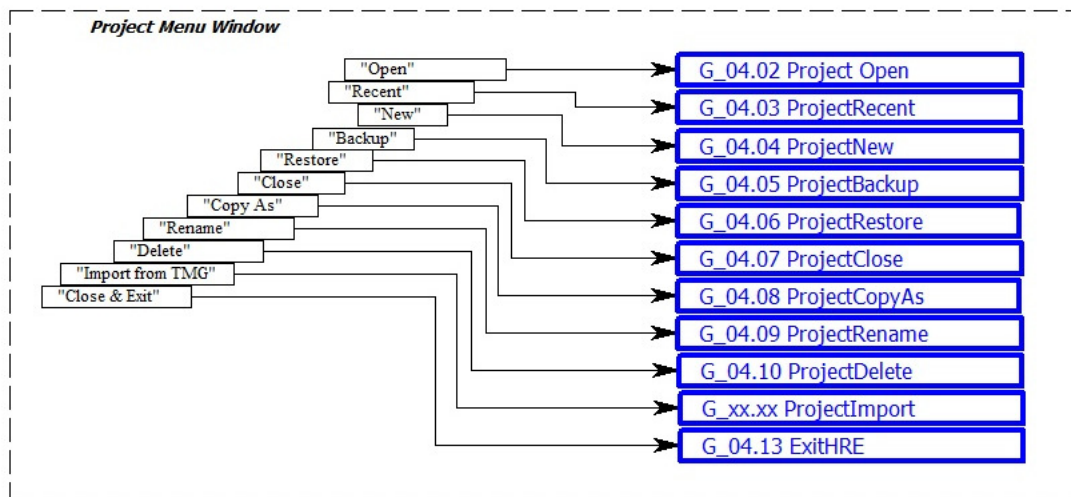 Project Menu Window
"Open"
G_04.02 Project Open
"Recent"
G_04.03 ProjectRecent
"New"
G_04.04 ProjectNew
"Backup"
G_04.05 ProjectBackup
"Restore"
G_04.06 ProjectRestore
"Close"
G_04.07 ProjectClose
"Copy As"
G_04.08 ProjectCopyAs
"Rename"
G_04.09 ProjectRename
"Delete"
G_04.10 ProjectDelete
"Import from TMG"
G_xx.xx ProjectImport
"Close & Exit"
G_04.13 ExitHRE